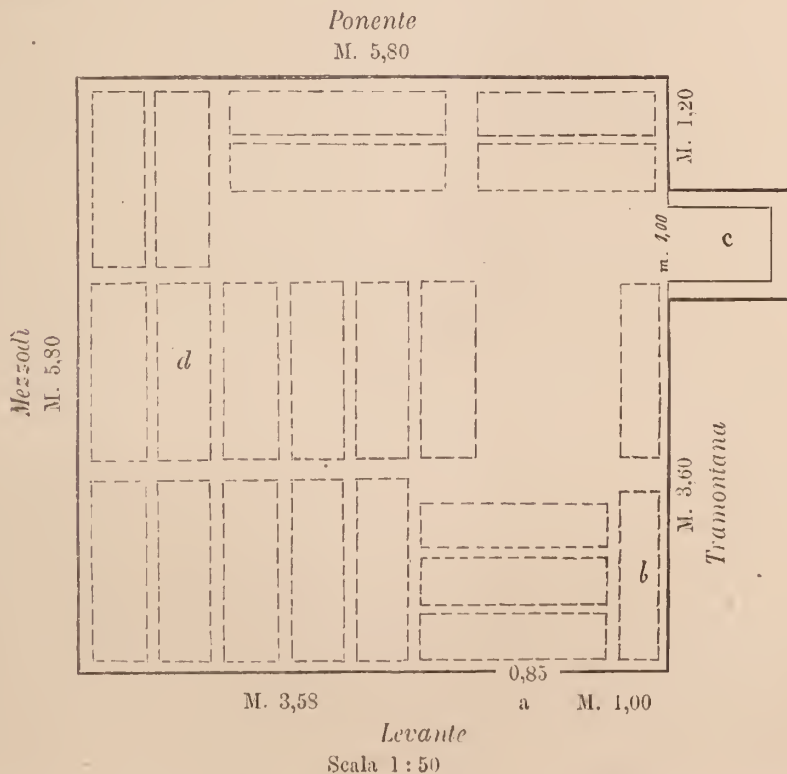 Ponente
M. 5,80
M. 1,20
m. 1,00
c
Mezzodì
M. 5,80
d
M. 3,60
Tramontana
b
0,85
M. 3,58
a
M. 1,00
Levante
Scala 1 : 50